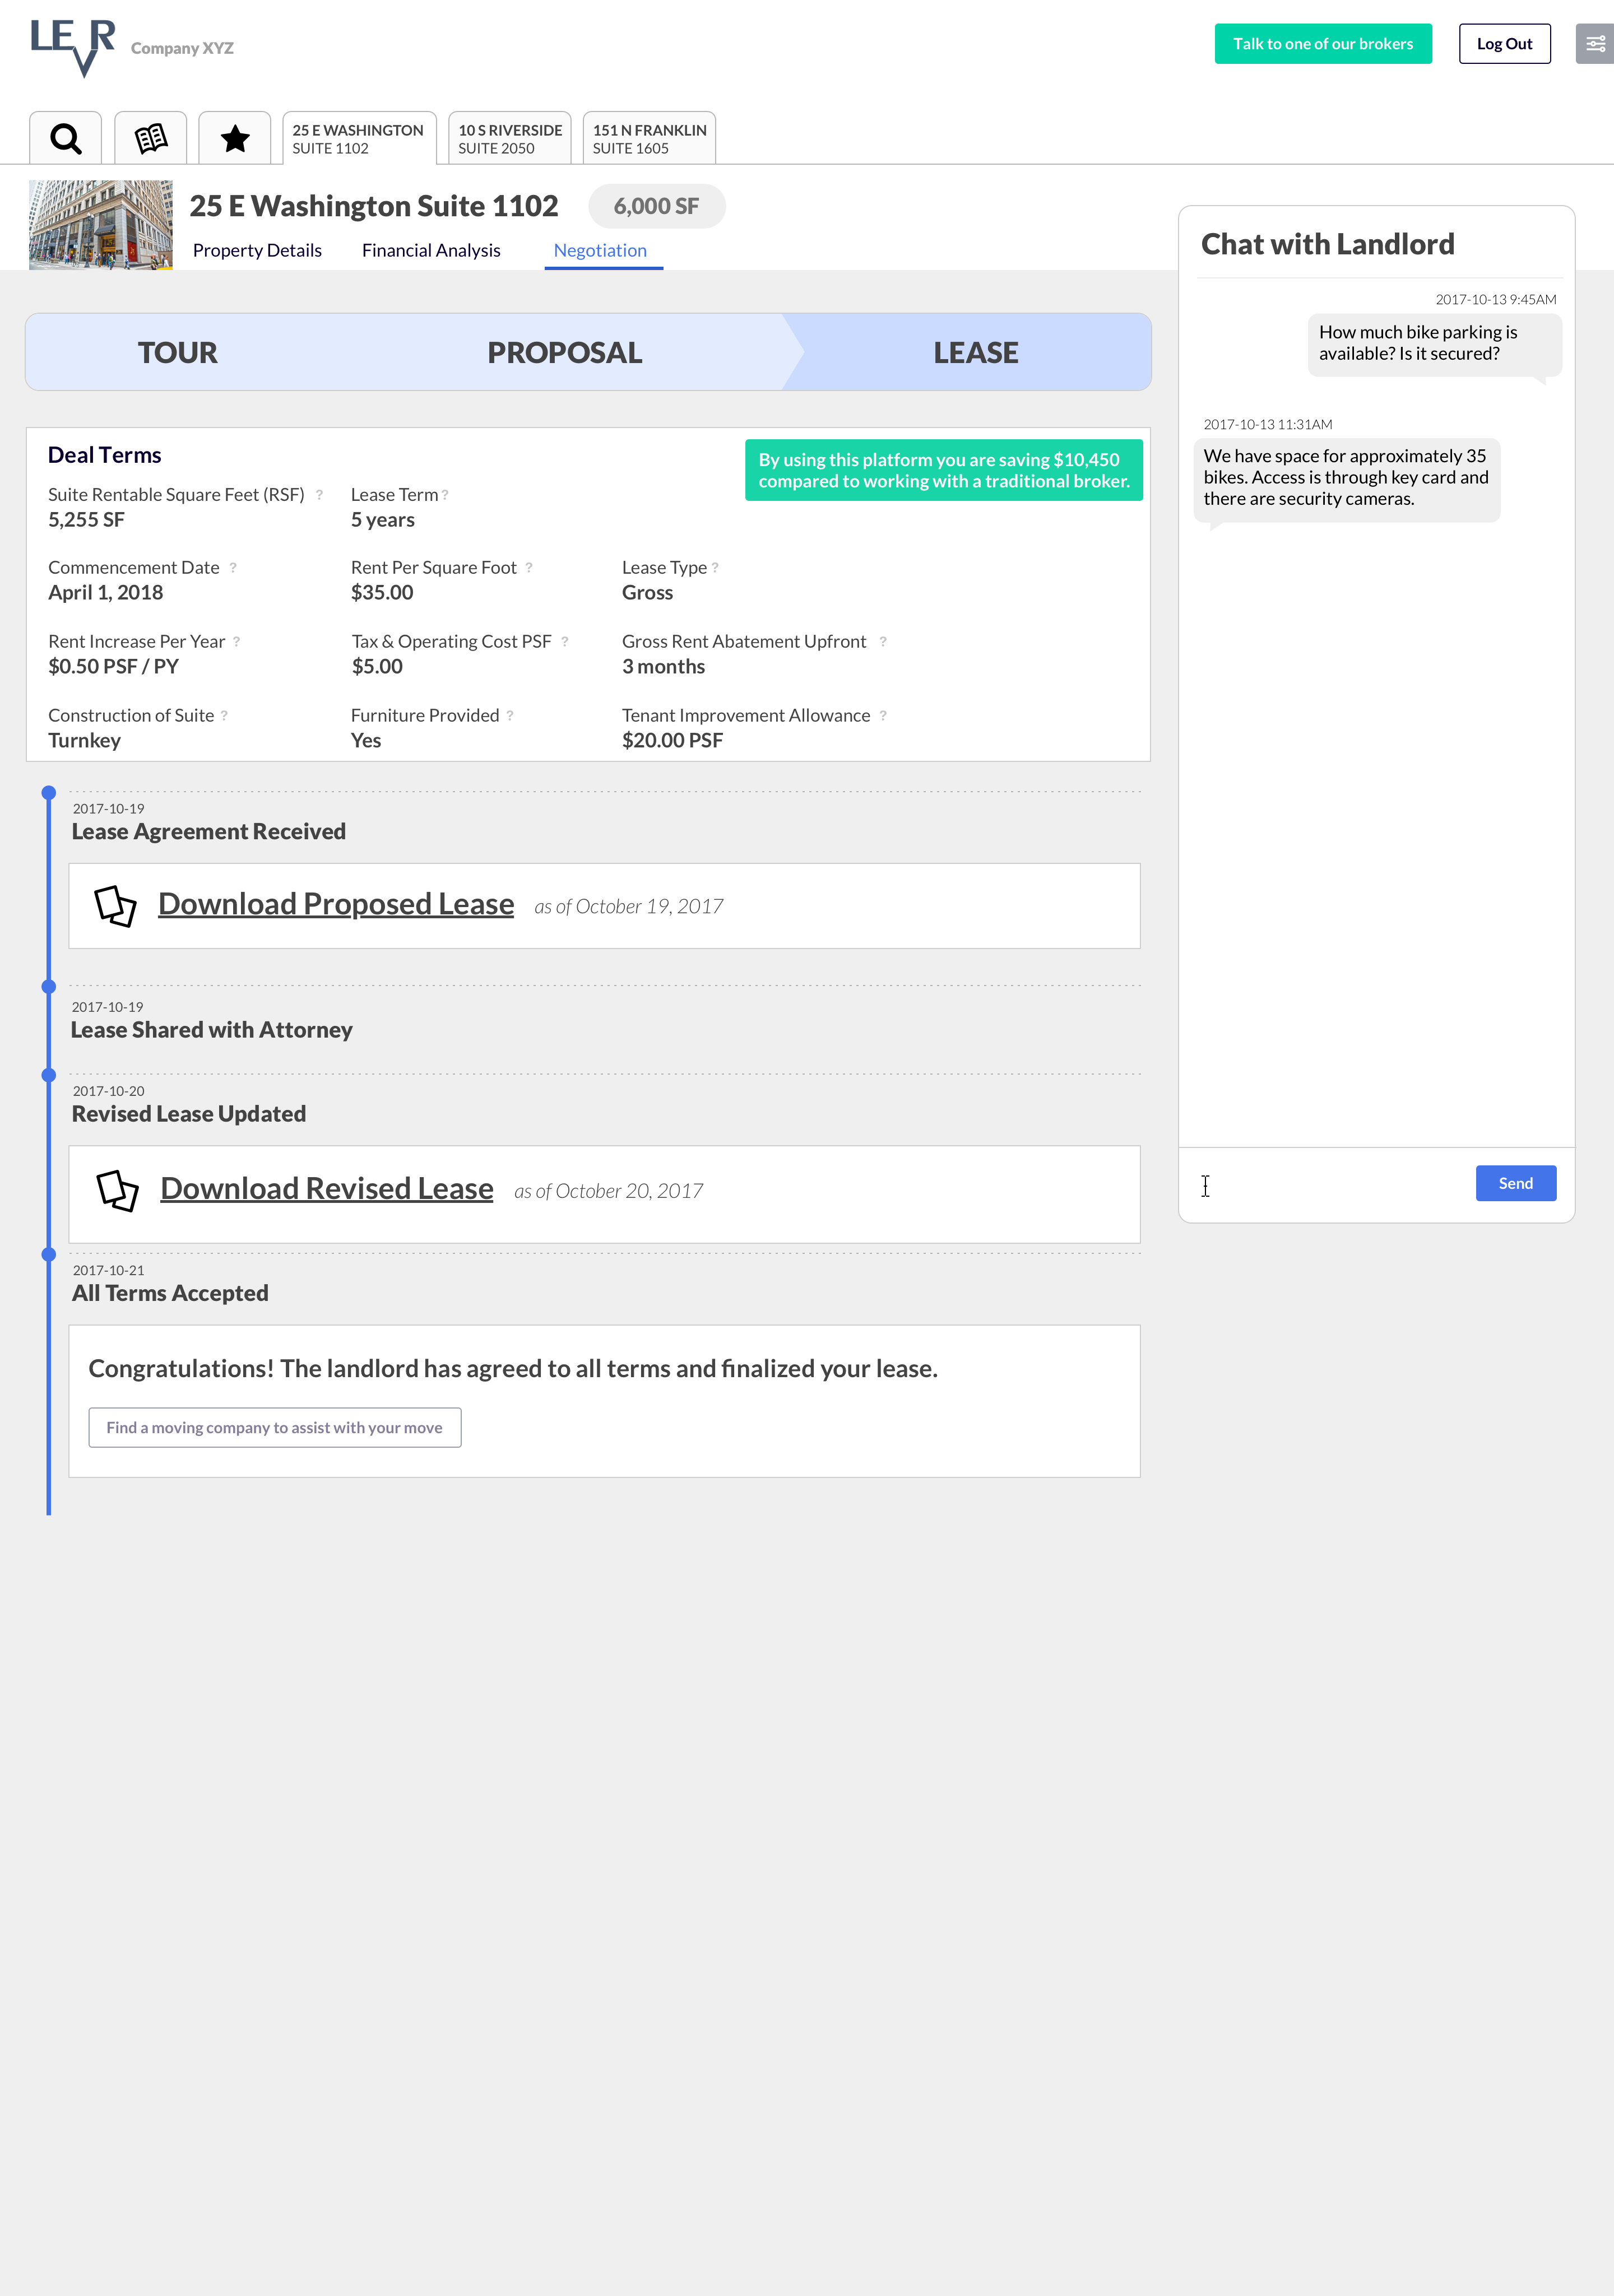 LEVR
Company XYZ
Talk to one of our brokers
Log Out
25 E WASHINGTON
SUITE 1102
10 S RIVERSIDE
SUITE 2050
151 N FRANKLIN
SUITE 1605
25 E Washington Suite 1102
6,000 SF
Property Details
Financial Analysis
Negotiation
TOUR
PROPOSAL
LEASE
Deal Terms
By using this platform you are saving $10,450
compared to working with a traditional broker.
Suite Rentable Square Feet (RSF) ?
5,255 SF
Lease Term ?
5 years
Commencement Date ?
April 1, 2018
Rent Per Square Foot ?
$35.00
Lease Type ?
Gross
Rent Increase Per Year ?
$0.50 PSF / PY
Tax & Operating Cost PSF ?
$5.00
Gross Rent Abatement Upfront ?
3 months
Construction of Suite ?
Turnkey
Furniture Provided ?
Yes
Tenant Improvement Allowance ?
$20.00 PSF
2017-10-19
Lease Agreement Received
Download Proposed Lease as of October 19, 2017
2017-10-19
Lease Shared with Attorney
2017-10-20
Revised Lease Updated
Download Revised Lease as of October 20, 2017
2017-10-21
All Terms Accepted
Congratulations! The landlord has agreed to all terms and finalized your lease.
Find a moving company to assist with your move
Chat with Landlord
2017-10-13 9:45AM
How much bike parking is
available? Is it secured?
2017-10-13 11:31AM
We have space for approximately 35
bikes. Access is through key card and
there are security cameras.
Send